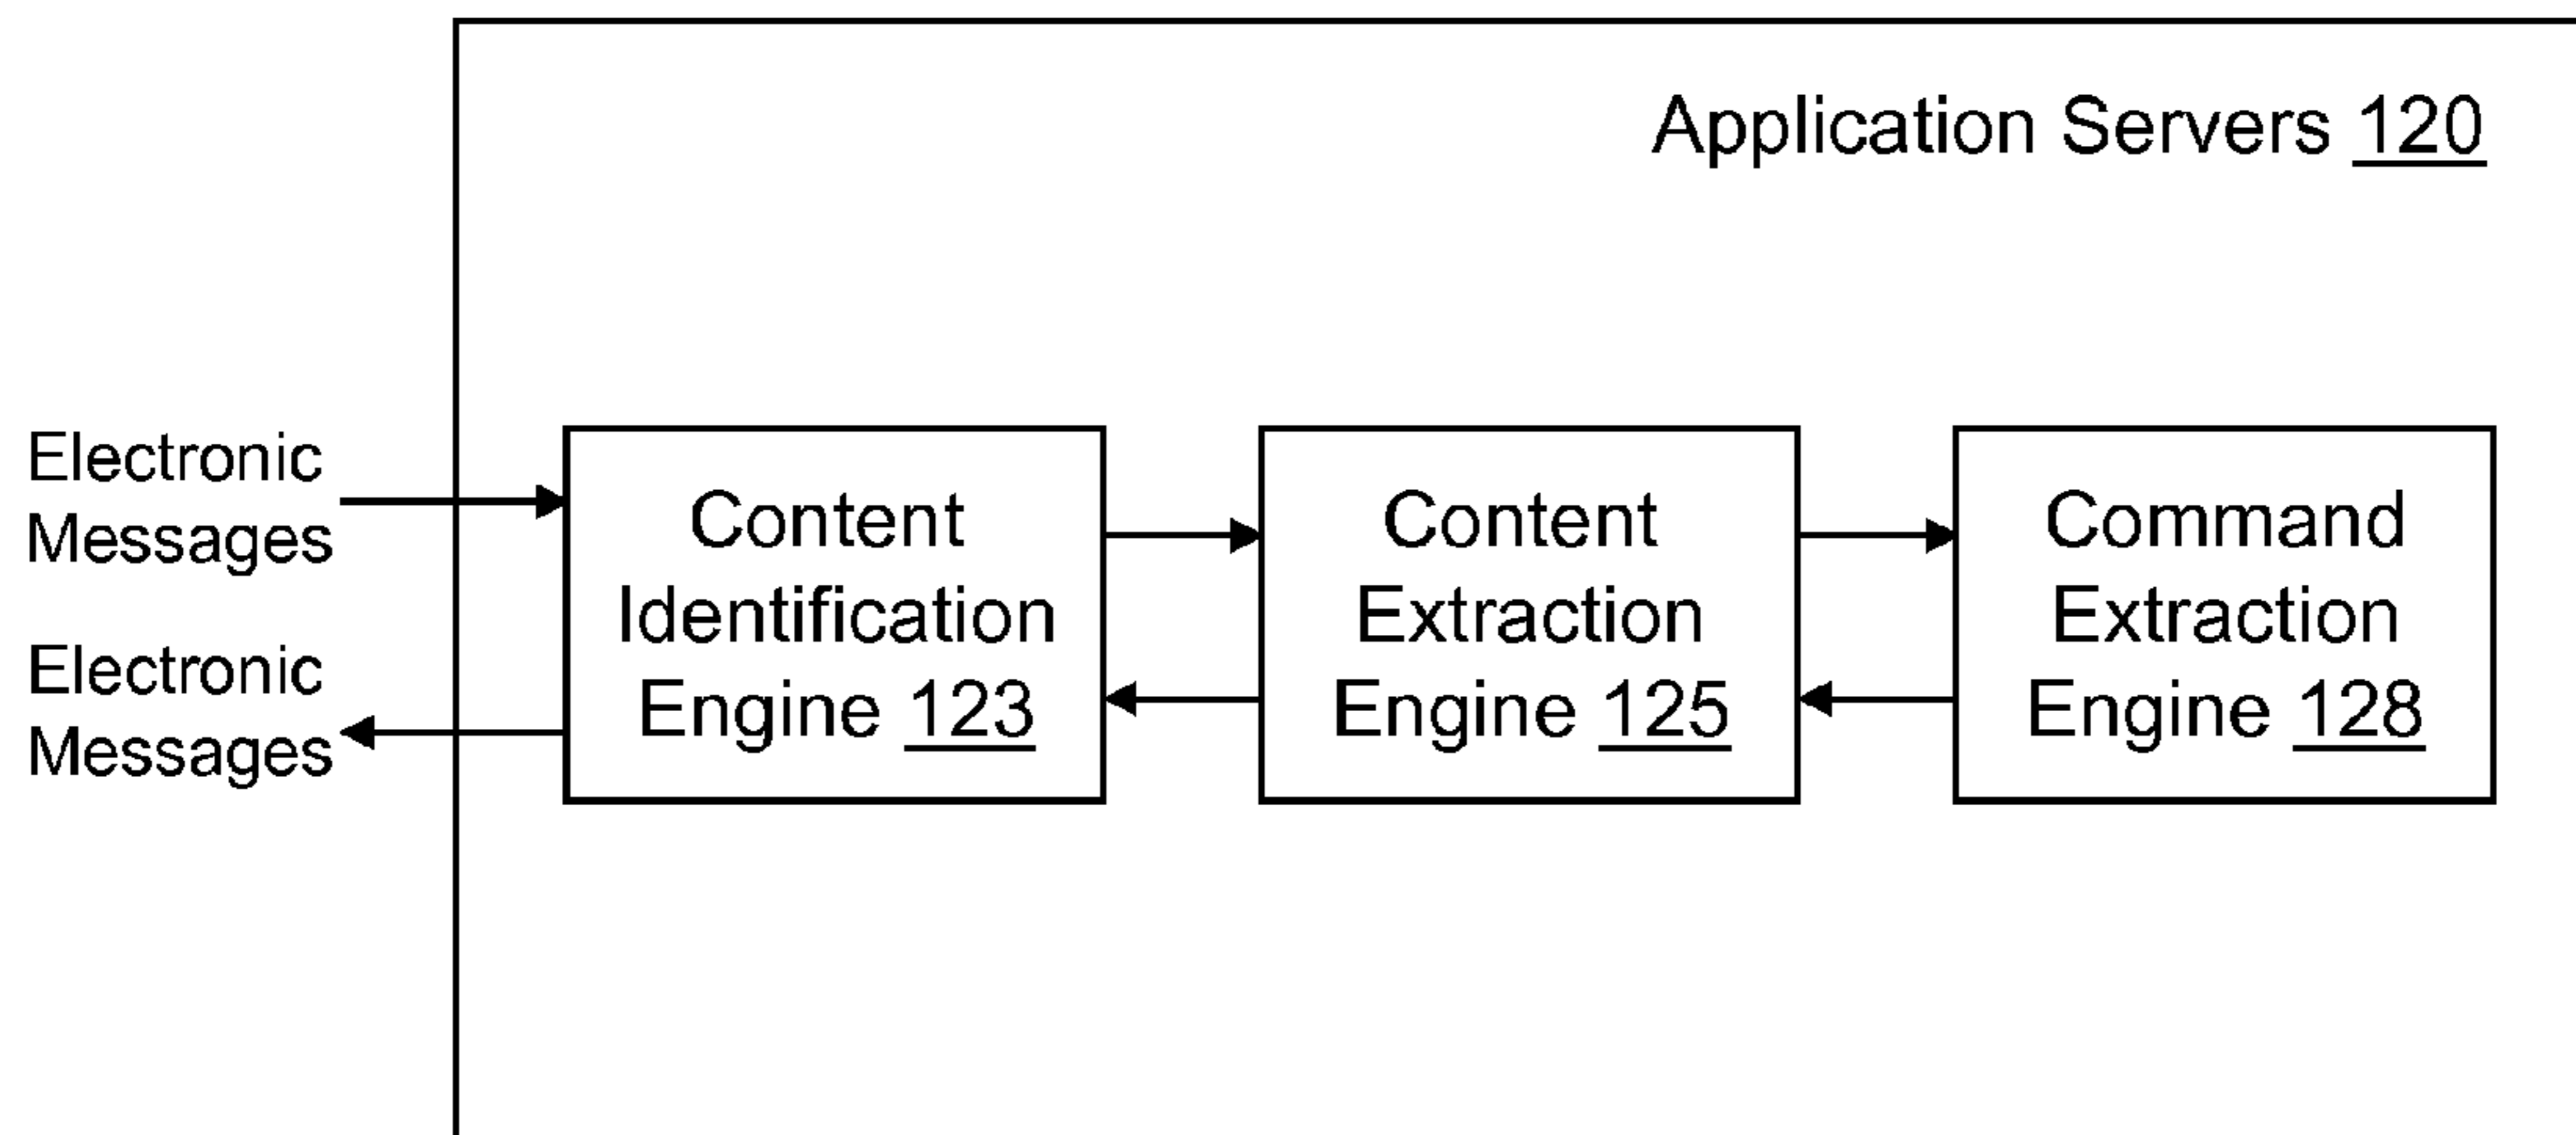 Application Servers 120
Electronic
Messages
Electronic
Messages
Content
Identification
Engine 123
Content
Extraction
Engine 125
Command
Extraction
Engine 128